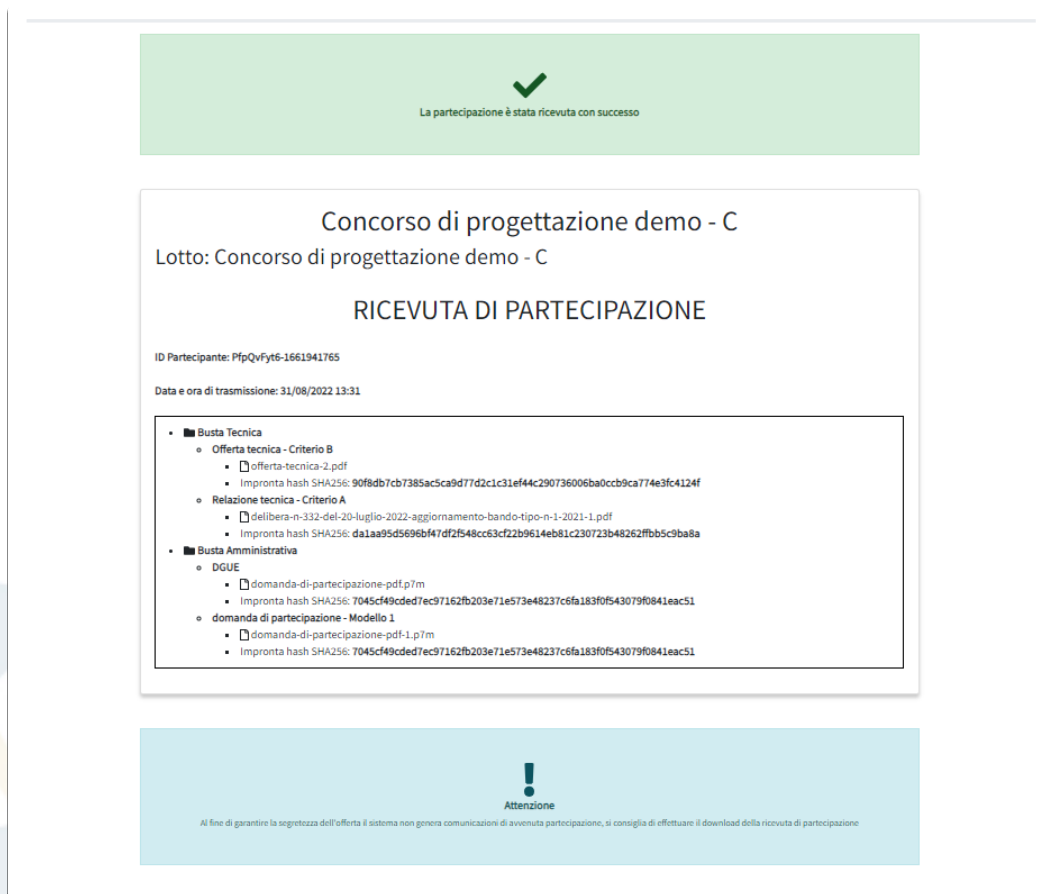 La partecipazione è stata ricevuta con successo
Concorso di progettazione demo - C
Lotto: Concorso di progettazione demo - C
RICEVUTA DI PARTECIPAZIONE
ID Partecipante: PfpQvFyt6-1661941765
Data e ora di trasmissione: 31/08/2022 13:31
Busta Tecnica
Offerta tecnica - Criterio B
offerta-tecnica-2.pdf
Impronta hash SHA256: 90f8db7cb7385ac5ca9d77d2c1c31ef44c290736006ba0ccb9ca774e3fc4124f
Relazione tecnica - Criterio A
delibera-n-332-del-20-luglio-2022-aggiornamento-bando-tipo-n-1-2021-1.pdf
Impronta hash SHA256: da1aa95d5696bf47df2f548cc63cf22b9614eb81c230723b48262ffbb5c9ba8a
Busta Amministrativa
DGUE
domanda-di-partecipazione-pdf.p7m
Impronta hash SHA256: 7045cf49cded7ec97162fb203e71e573e48237c6fa183f0f543079f0841eac51
domanda di partecipazione - Modello 1
domanda-di-partecipazione-pdf-1.p7m
Impronta hash SHA256: 7045cf49cded7ec97162fb203e71e573e48237c6fa183f0f543079f0841eac51
Attenzione
Al fine di garantire la segretezza dell'offerta il sistema non genera comunicazioni di avvenuta partecipazione, si consiglia di effettuare il download della ricevuta di partecipazione